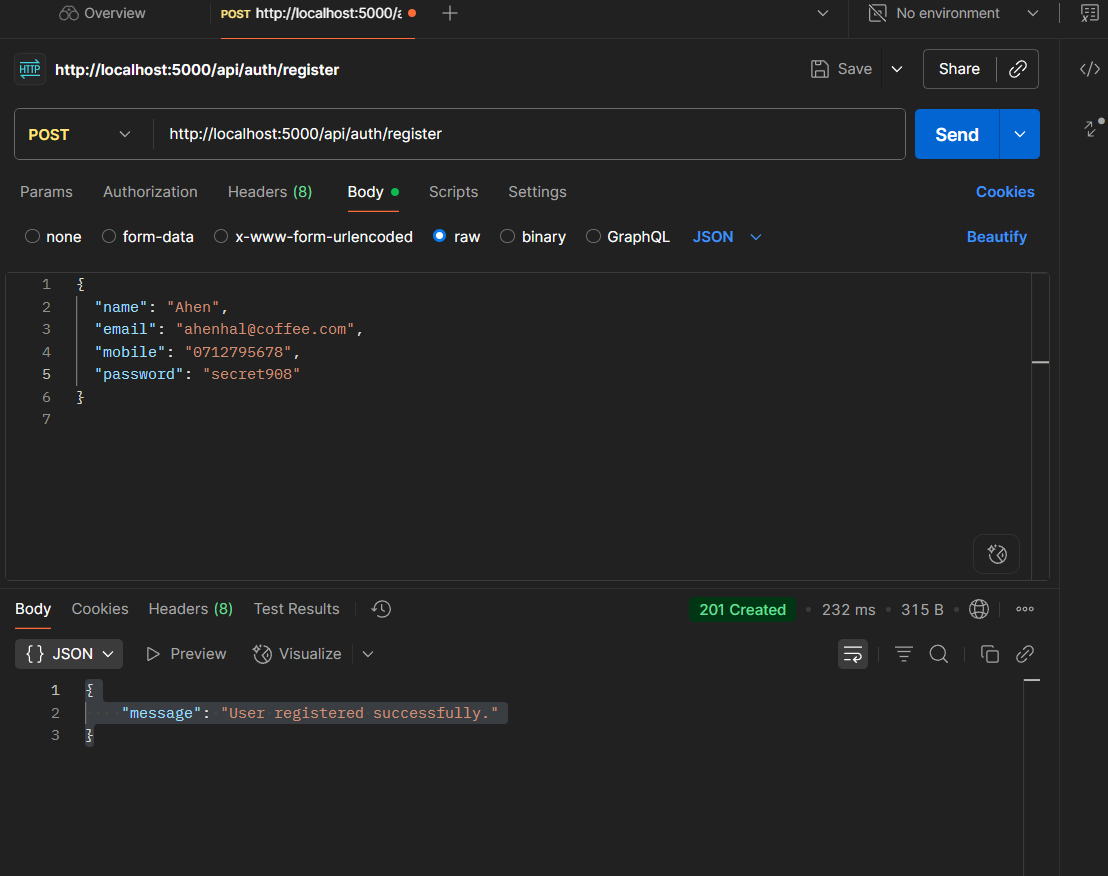 Overview
POST http://localhost:5000/a
No environment
HTTP http://localhost:5000/api/auth/register
Save
Share
POST http://localhost:5000/api/auth/register
Send
Params Authorization Headers (8) Body Scripts Settings Cookies
none form-data x-www-form-urlencoded raw binary GraphQL JSON Beautify
1 {
2 "name": "Ahen",
3 "email": "ahenhal@coffee.com",
4 "mobile": "0712795678",
5 "password": "secret908"
6 }
7
Body Cookies Headers (8) Test Results 201 Created 232 ms 315 B
{} JSON Preview Visualize
1 {
2 "message": "User registered successfully."
3 }